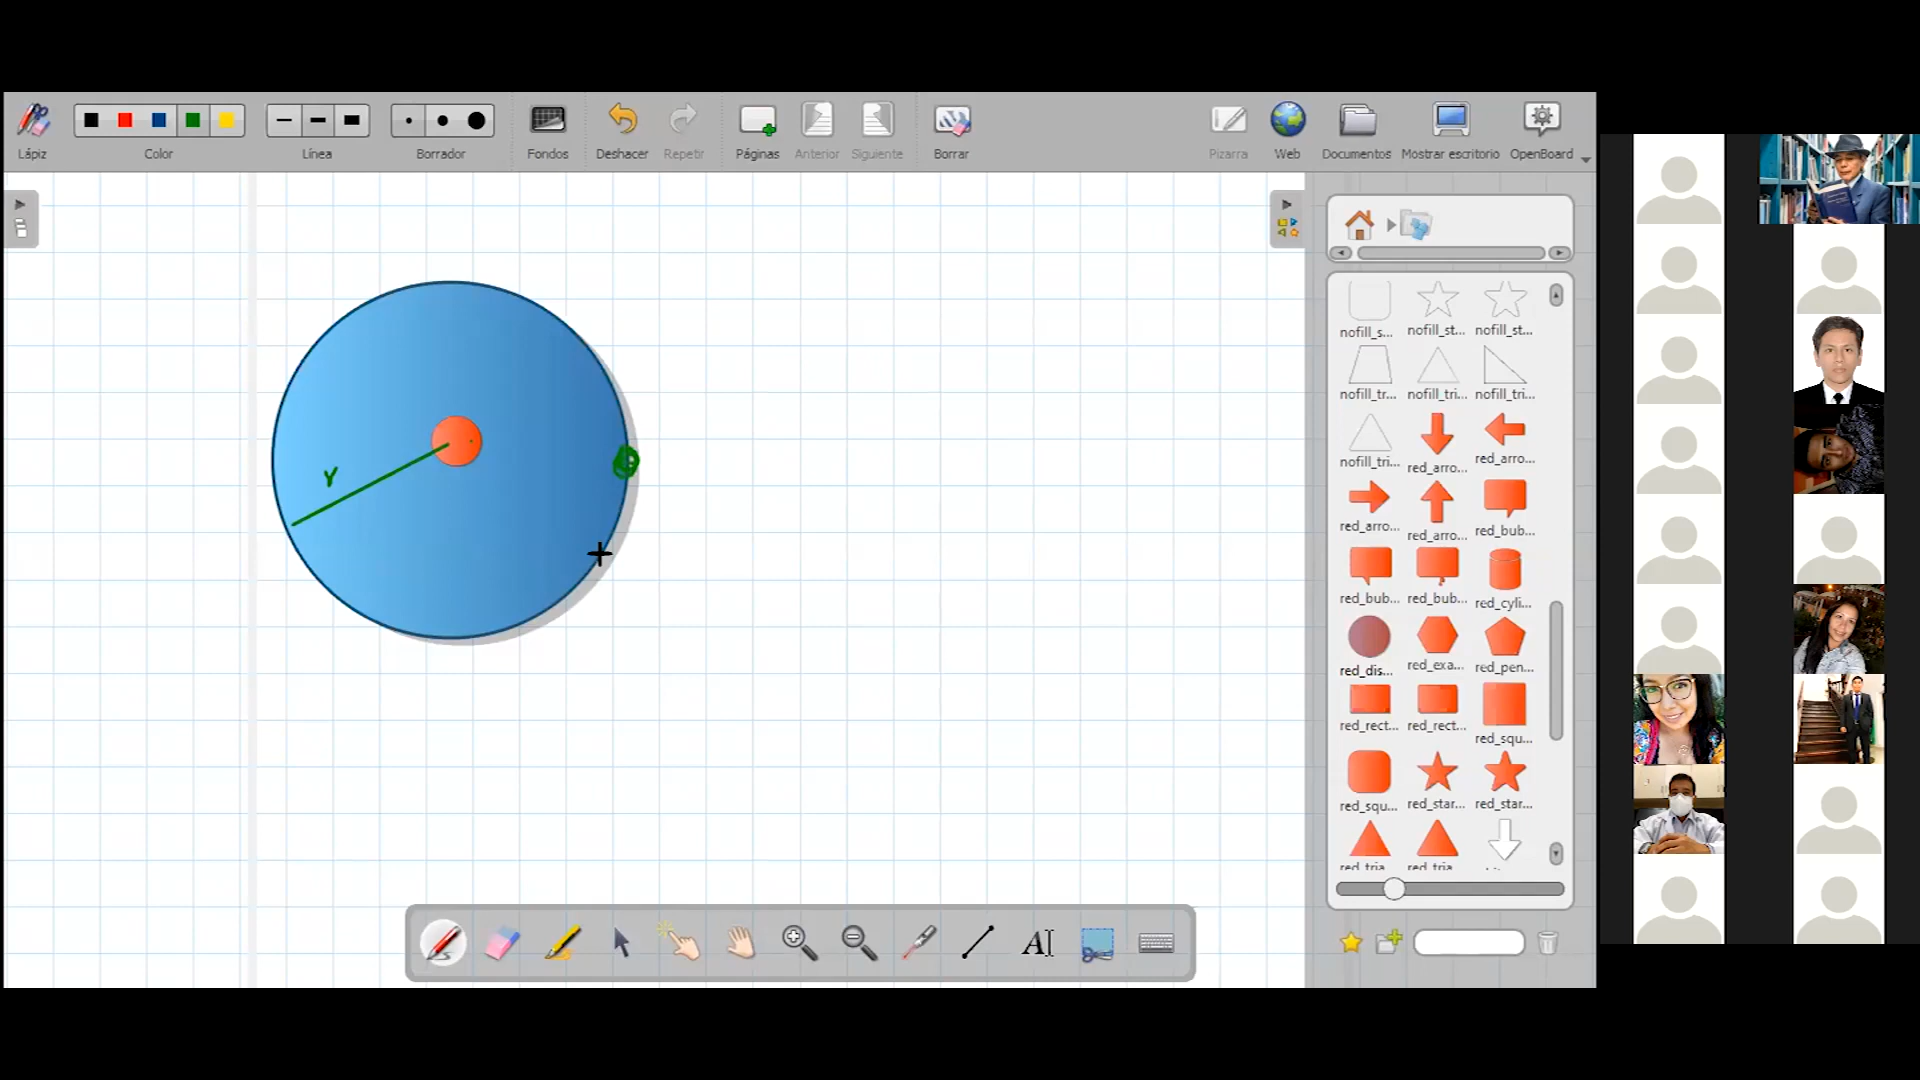 Lápiz
Color
Línea
Borrador
Fondos
Deshacer
Repetir
Páginas
Anterior
Siguiente
Borrar
Pizarra
Web
Documentos
Mostrar escritorio
OpenBoard
nofill_s... nofill_st... nofill_st...
nofill_tr... nofill_tri... nofill_tri...
nofill_tri... red_arro... red_arro...
red_arro... red_arro... red_bub...
red_bub... red_bub... red_cyli...
red_dis... red_exa... red_pen...
red_rect... red_rect... red_squ...
red_squ... red_star... red_star...
red_tria... red_tria...
r
A